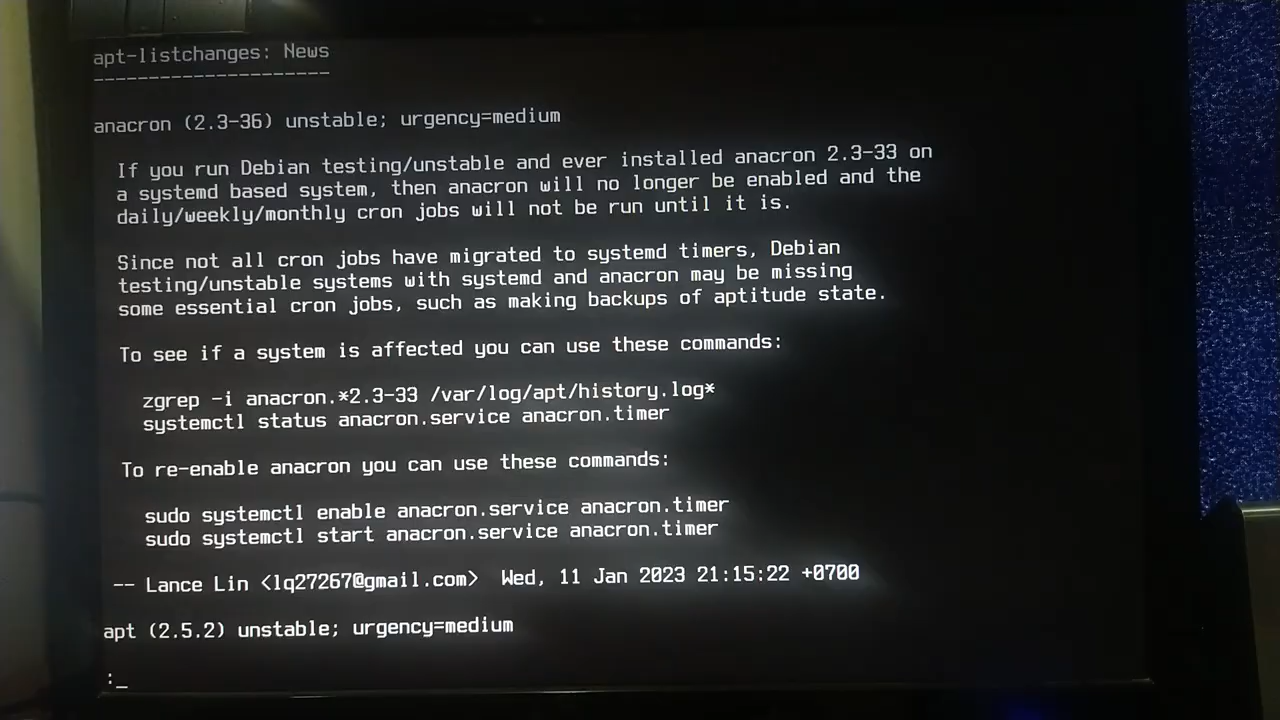 apt-listchanges: News
---------------------
anacron (2.3-36) unstable; urgency=medium
If you run Debian testing/unstable and ever installed anacron 2.3-33 on
a systemd based system, then anacron will no longer be enabled and the
daily/weekly/monthly cron jobs will not be run until it is.
Since not all cron jobs have migrated to systemd timers, Debian
testing/unstable systems with systemd and anacron may be missing
some essential cron jobs, such as making backups of aptitude state.
To see if a system is affected you can use these commands:
zgrep -i anacron.*2.3-33 /var/log/apt/history.log*
systemctl status anacron.service anacron.timer
To re-enable anacron you can use these commands:
sudo systemctl enable anacron.service anacron.timer
sudo systemctl start anacron.service anacron.timer
-- Lance Lin <lq27267@gmail.com>  Wed, 11 Jan 2023 21:15:22 +0700
apt (2.5.2) unstable; urgency=medium
:_